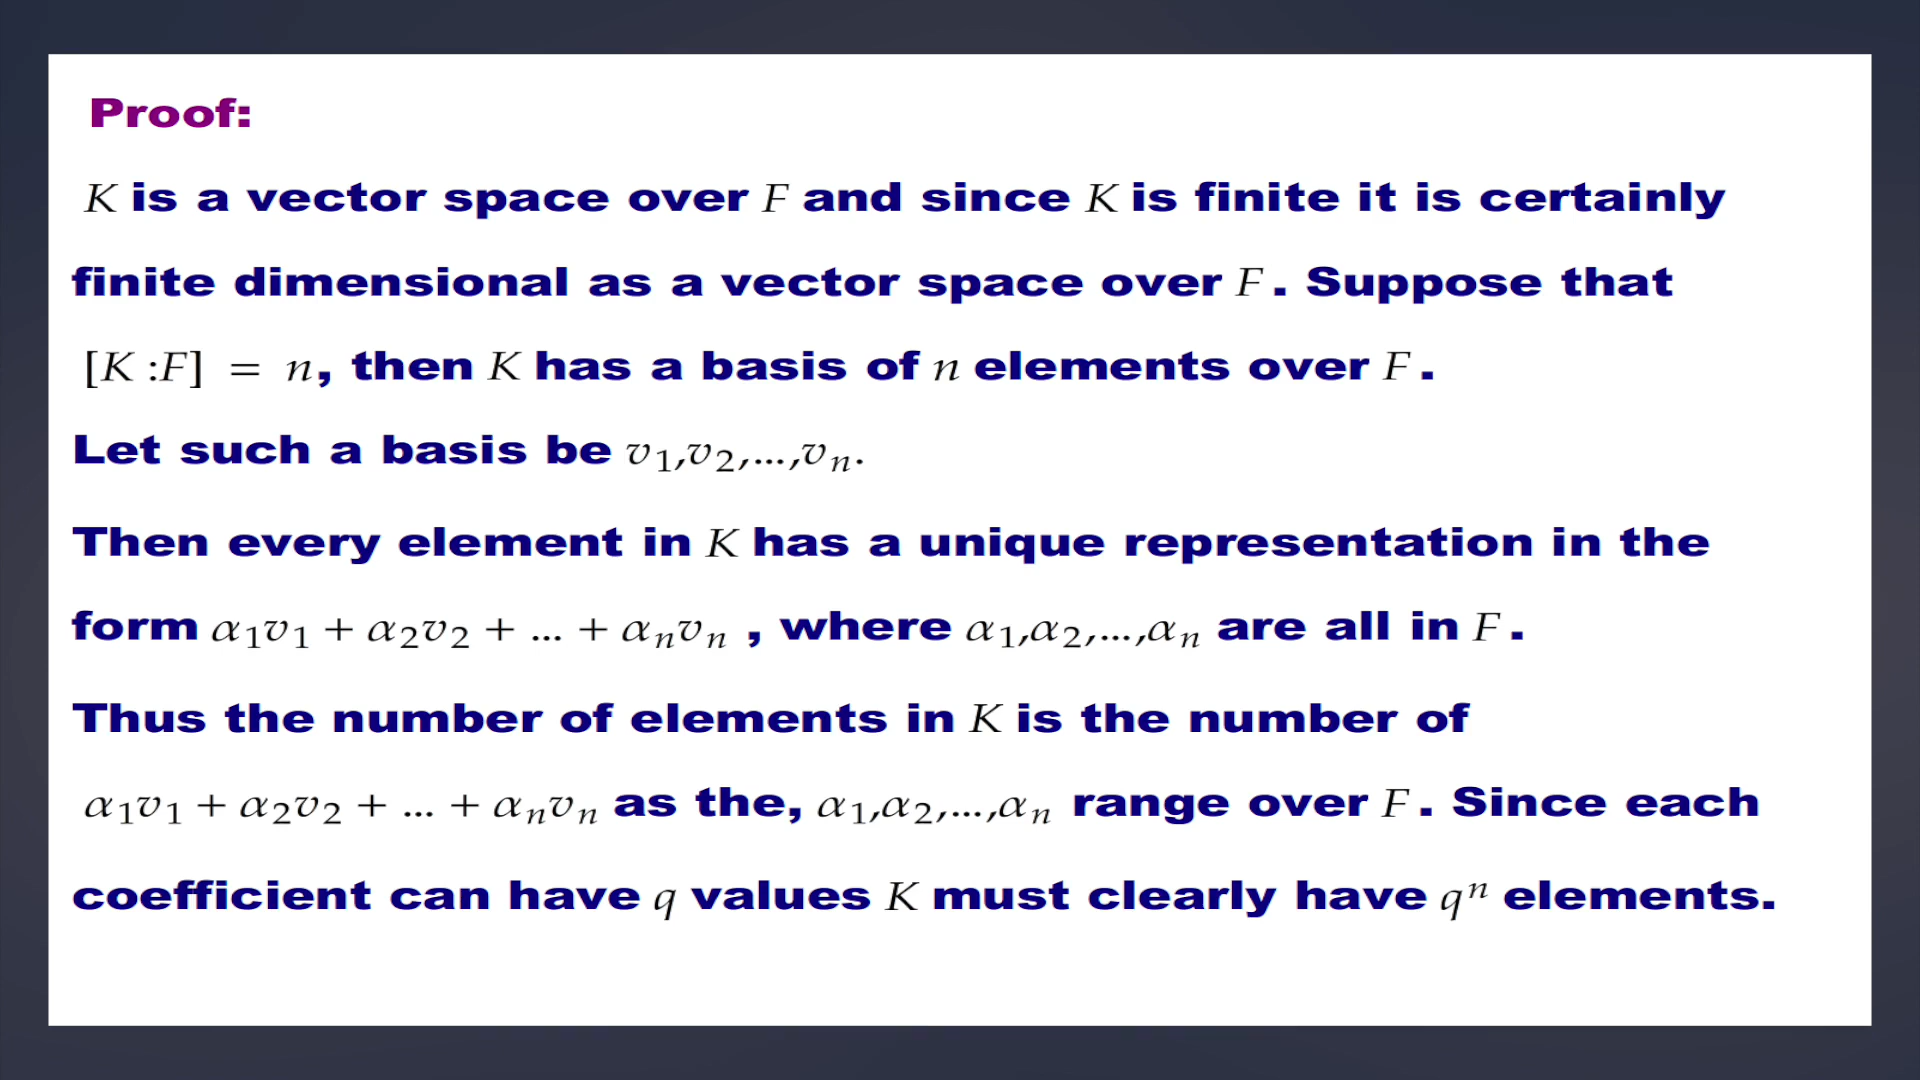 Proof:
K is a vector space over F and since K is finite it is certainly
finite dimensional as a vector space over F. Suppose that
[K :F] = n, then K has a basis of n elements over F.
Let such a basis be v₁,v₂,...,vₙ.
Then every element in K has a unique representation in the
form α₁v₁ + α₂v₂ + ... + αₙvₙ , where α₁,α₂,...,αₙ are all in F.
Thus the number of elements in K is the number of
α₁v₁ + α₂v₂ + ... + αₙvₙ as the, α₁,α₂,...,αₙ range over F. Since each
coefficient can have q values K must clearly have qⁿ elements.